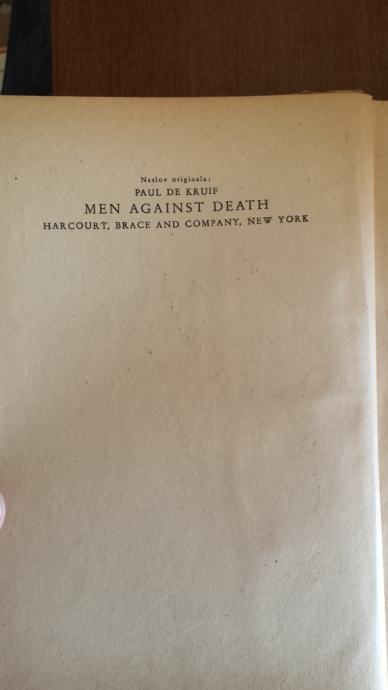 Naslov originala:
PAUL DE KRUIF
MEN AGAINST DEATH
HARCOURT, BRACE AND COMPANY, NEW YORK